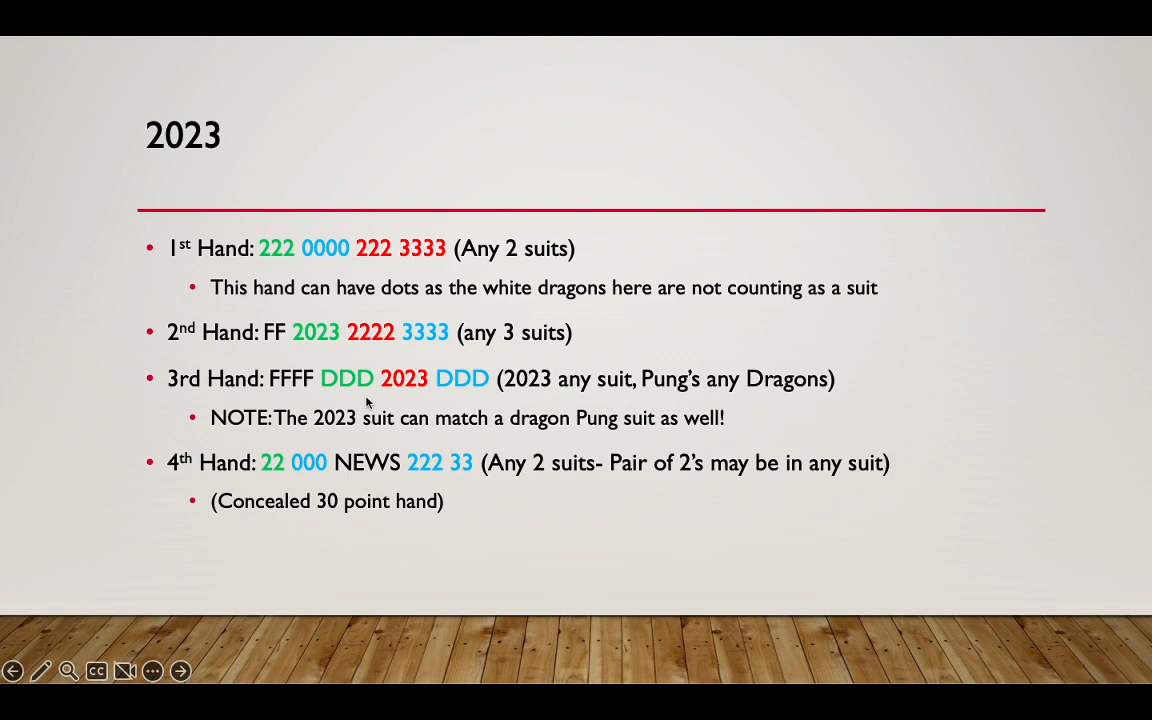 2023
1st Hand: 222 0000 222 3333 (Any 2 suits)
This hand can have dots as the white dragons here are not counting as a suit
2nd Hand: FF 2023 2222 3333 (any 3 suits)
3rd Hand: FFFF DDD 2023 DDD (2023 any suit, Pung's any Dragons)
NOTE: The 2023 suit can match a dragon Pung suit as well!
4th Hand: 22 000 NEWS 222 33 (Any 2 suits- Pair of 2's may be in any suit)
(Concealed 30 point hand)
CC